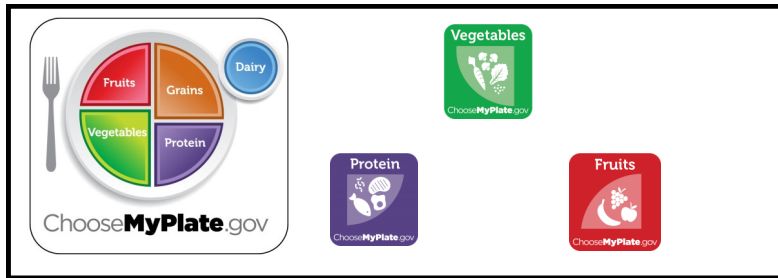 Fruits
Grains
Dairy
Vegetables
Protein
ChooseMyPlate.gov
Vegetables
ChooseMyPlate.gov
Protein
ChooseMyPlate.gov
Fruits
ChooseMyPlate.gov